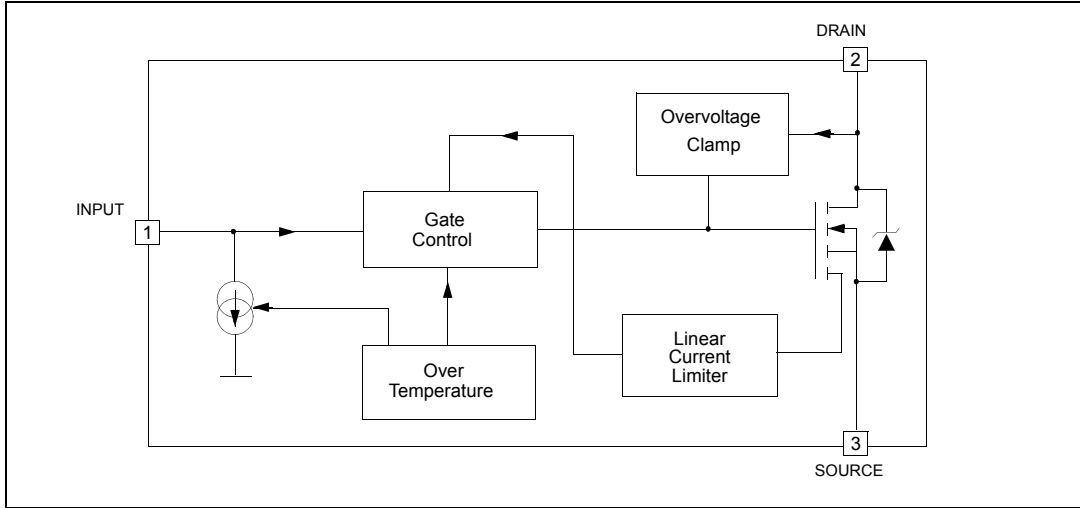 DRAIN
2
Overvoltage
Clamp
INPUT
1
Gate
Control
Linear
Current
Limiter
Over
Temperature
3
SOURCE